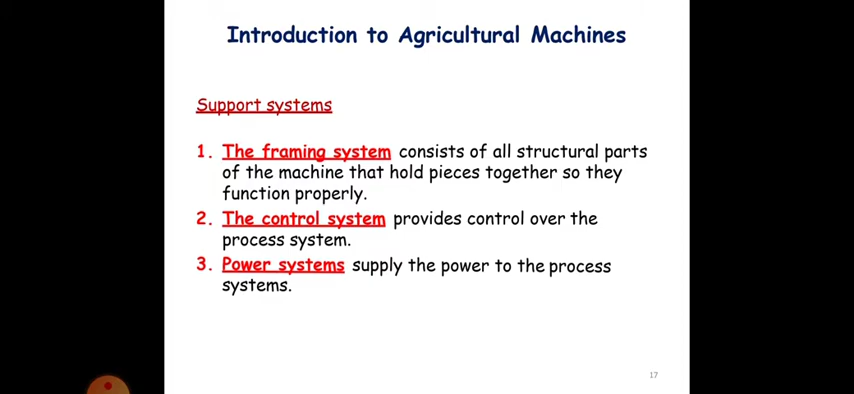 Introduction to Agricultural Machines
Support systems
1. The framing system consists of all structural parts
of the machine that hold pieces together so they
function properly.
2. The control system provides control over the
process system.
3. Power systems supply the power to the process
systems.
17